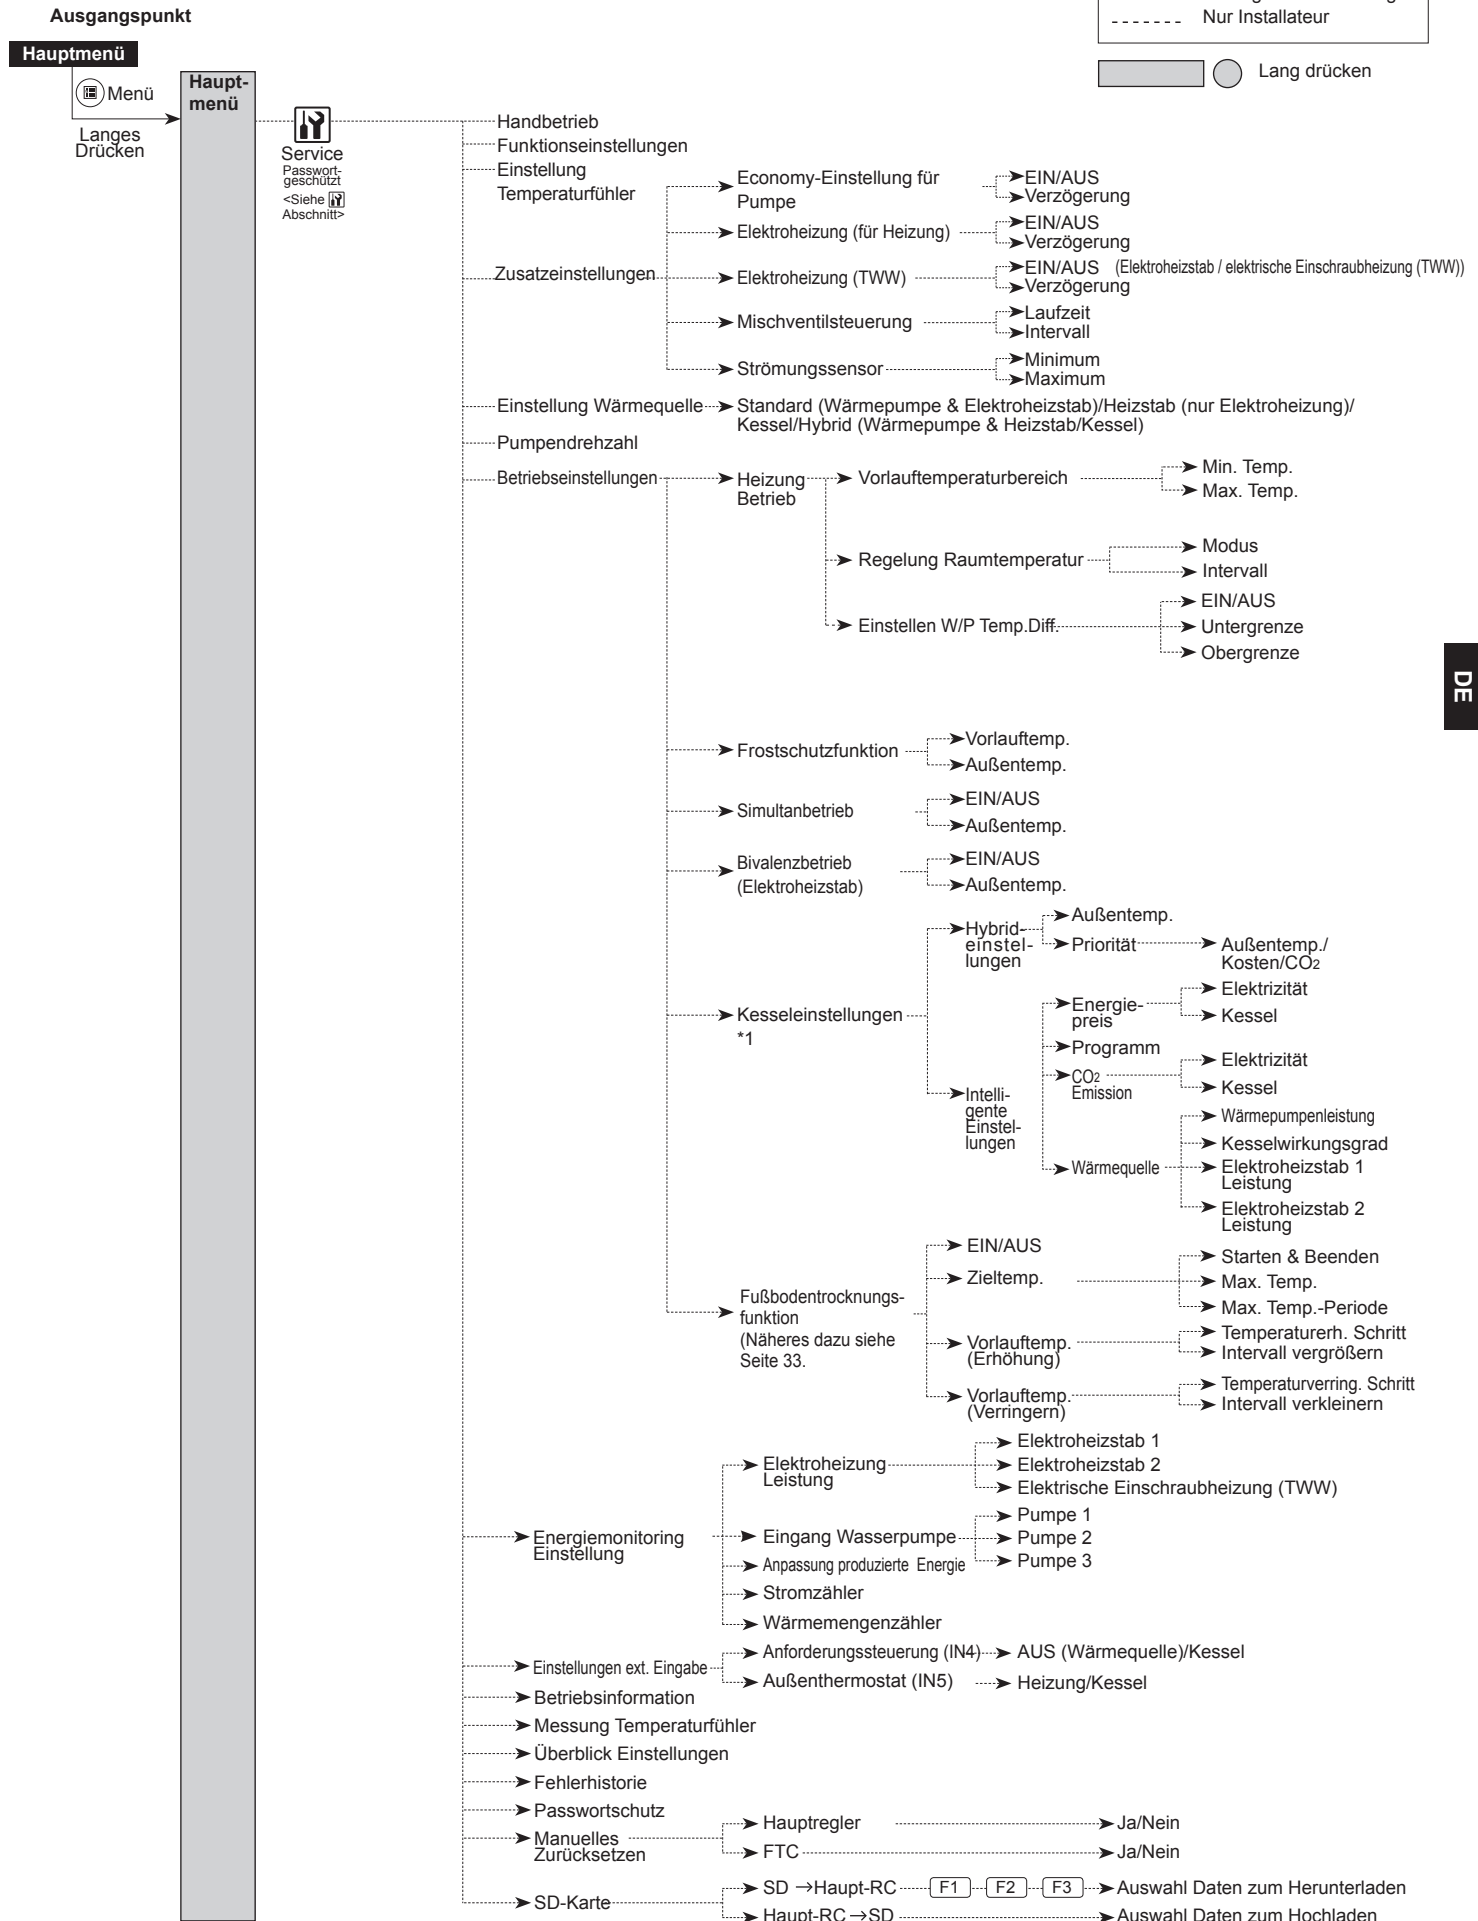 Ausgangspunkt
Nur Installateur
Hauptmenü
Lang drücken
Menü
Haupt-
menü
Langes
Drücken
Service
Passwort-
geschützt
<Siehe
Abschnitt>
Handbetrieb
Funktionseinstellungen
Einstellung
Temperaturfühler
Zusatzeinstellungen
Economy-Einstellung für
Pumpe
EIN/AUS
Verzögerung
Elektroheizung (für Heizung)
EIN/AUS
Verzögerung
Elektroheizung (TWW)
EIN/AUS (Elektroheizstab / elektrische Einschraubheizung (TWW))
Verzögerung
Mischventilsteuerung
Laufzeit
Intervall
Strömungssensor
Minimum
Maximum
Einstellung Wärmequelle
Standard (Wärmepumpe & Elektroheizstab)/Heizstab (nur Elektroheizung)/
Kessel/Hybrid (Wärmepumpe & Heizstab/Kessel)
Pumpendrehzahl
Betriebseinstellungen
Heizung
Betrieb
Vorlauftemperaturbereich
Min. Temp.
Max. Temp.
Regelung Raumtemperatur
Modus
Intervall
Einstellen W/P Temp.Diff.
EIN/AUS
Untergrenze
Obergrenze
DE
Frostschutzfunktion
Vorlauftemp.
Außentemp.
Simultanbetrieb
EIN/AUS
Außentemp.
Bivalenzbetrieb
(Elektroheizstab)
EIN/AUS
Außentemp.
Kesseleinstellungen
*1
Hybrid-
einstel-
lungen
Außentemp.
Priorität
Außentemp./
Kosten/CO2
Intelli-
gente
Einstel-
lungen
Energie-
preis
Elektrizität
Kessel
Programm
CO2
Emission
Elektrizität
Kessel
Wärmequelle
Wärmepumpenleistung
Kesselwirkungsgrad
Elektroheizstab 1
Leistung
Elektroheizstab 2
Leistung
Fußbodentrocknungs-
funktion
(Näheres dazu siehe
Seite 33.
EIN/AUS
Zieltemp.
Starten & Beenden
Max. Temp.
Max. Temp.-Periode
Vorlauftemp.
(Erhöhung)
Temperaturerh. Schritt
Intervall vergrößern
Vorlauftemp.
(Verringern)
Temperaturverring. Schritt
Intervall verkleinern
Energiemonitoring
Einstellung
Elektroheizung
Leistung
Elektroheizstab 1
Elektroheizstab 2
Elektrische Einschraubheizung (TWW)
Eingang Wasserpumpe
Pumpe 1
Pumpe 2
Pumpe 3
Anpassung produzierte Energie
Stromzähler
Wärmemengenzähler
Einstellungen ext. Eingabe
Anforderungssteuerung (IN4)
AUS (Wärmequelle)/Kessel
Außenthermostat (IN5)
Heizung/Kessel
Betriebsinformation
Messung Temperaturfühler
Überblick Einstellungen
Fehlerhistorie
Passwortschutz
Manuelles
Zurücksetzen
Hauptregler
Ja/Nein
FTC
Ja/Nein
SD-Karte
SD →Haupt-RC
F1
F2
F3
Auswahl Daten zum Herunterladen
Haupt-RC→SD
Auswahl Daten zum Hochladen